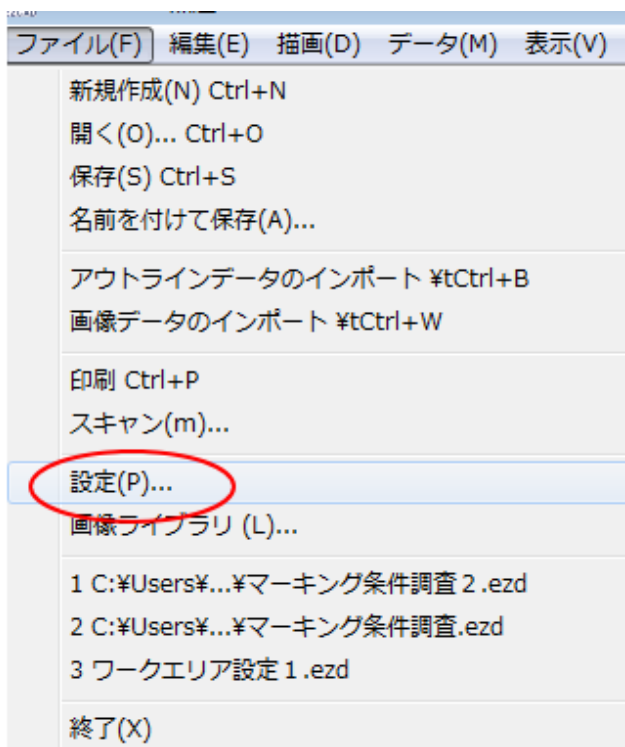 ファイル(F) 編集(E) 描画(D) データ(M) 表示(V)
新規作成(N) Ctrl+N
開く(O)... Ctrl+O
保存(S) Ctrl+S
名前を付けて保存(A)...
アウトラインデータのインポート ¥tCtrl+B
画像データのインポート ¥tCtrl+W
印刷 Ctrl+P
スキャン(m)...
設定(P)...
画像ライブラリ (L)...
1 C:¥Users¥...¥マーキング条件調査２.ezd
2 C:¥Users¥...¥マーキング条件調査.ezd
3 ワークエリア設定１.ezd
終了(X)